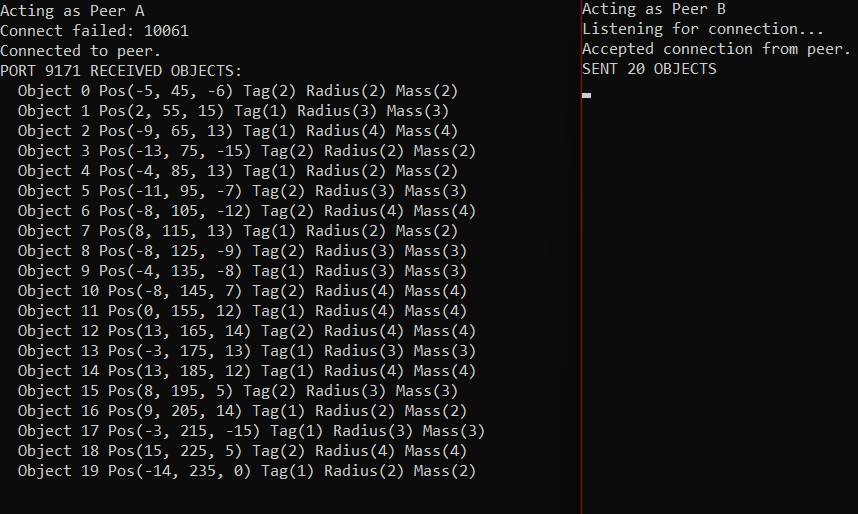 Acting as Peer A
Connect failed: 10061
Connected to peer.
PORT 9171 RECEIVED OBJECTS:
  Object 0 Pos(-5, 45, -6) Tag(2) Radius(2) Mass(2)
  Object 1 Pos(2, 55, 15) Tag(1) Radius(3) Mass(3)
  Object 2 Pos(-9, 65, 13) Tag(1) Radius(4) Mass(4)
  Object 3 Pos(-13, 75, -15) Tag(2) Radius(2) Mass(2)
  Object 4 Pos(-4, 85, 13) Tag(1) Radius(2) Mass(2)
  Object 5 Pos(-11, 95, -7) Tag(2) Radius(3) Mass(3)
  Object 6 Pos(-8, 105, -12) Tag(2) Radius(4) Mass(4)
  Object 7 Pos(8, 115, 13) Tag(1) Radius(2) Mass(2)
  Object 8 Pos(-8, 125, -9) Tag(2) Radius(3) Mass(3)
  Object 9 Pos(-4, 135, -8) Tag(1) Radius(3) Mass(3)
  Object 10 Pos(-8, 145, 7) Tag(2) Radius(4) Mass(4)
  Object 11 Pos(0, 155, 12) Tag(1) Radius(4) Mass(4)
  Object 12 Pos(13, 165, 14) Tag(2) Radius(4) Mass(4)
  Object 13 Pos(-3, 175, 13) Tag(1) Radius(3) Mass(3)
  Object 14 Pos(13, 185, 12) Tag(1) Radius(4) Mass(4)
  Object 15 Pos(8, 195, 5) Tag(2) Radius(3) Mass(3)
  Object 16 Pos(9, 205, 14) Tag(1) Radius(2) Mass(2)
  Object 17 Pos(-3, 215, -15) Tag(1) Radius(3) Mass(3)
  Object 18 Pos(15, 225, 5) Tag(2) Radius(4) Mass(4)
  Object 19 Pos(-14, 235, 0) Tag(1) Radius(2) Mass(2)
Acting as Peer B
Listening for connection...
Accepted connection from peer.
SENT 20 OBJECTS